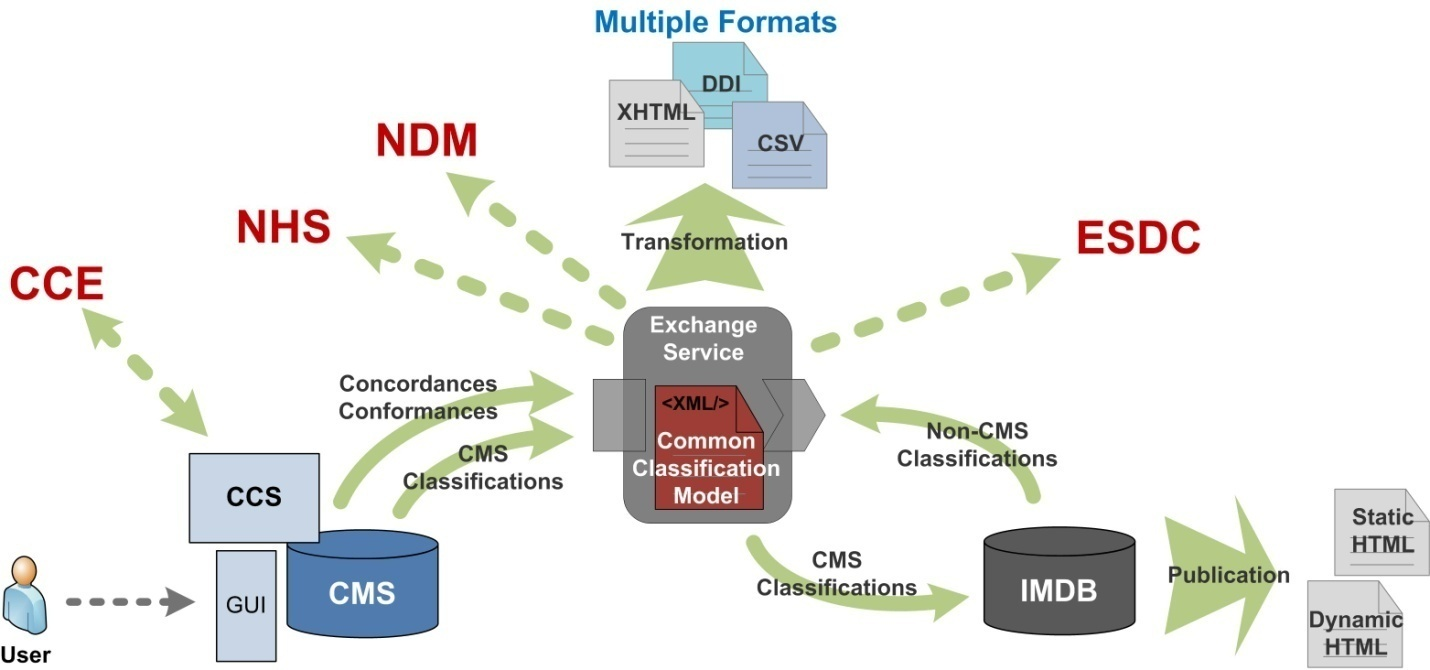 Multiple Formats
DDI
XHTML
CSV
NDM
NHS
ESDC
CCE
Transformation
Exchange
Service
<XML/>
Common
Classification
Model
Concordances
Conformances
CMS
Classifications
Non-CMS
Classifications
CCS
CMS
GUI
User
CMS
Classifications
IMDB
Publication
Static
HTML
Dynamic
HTML